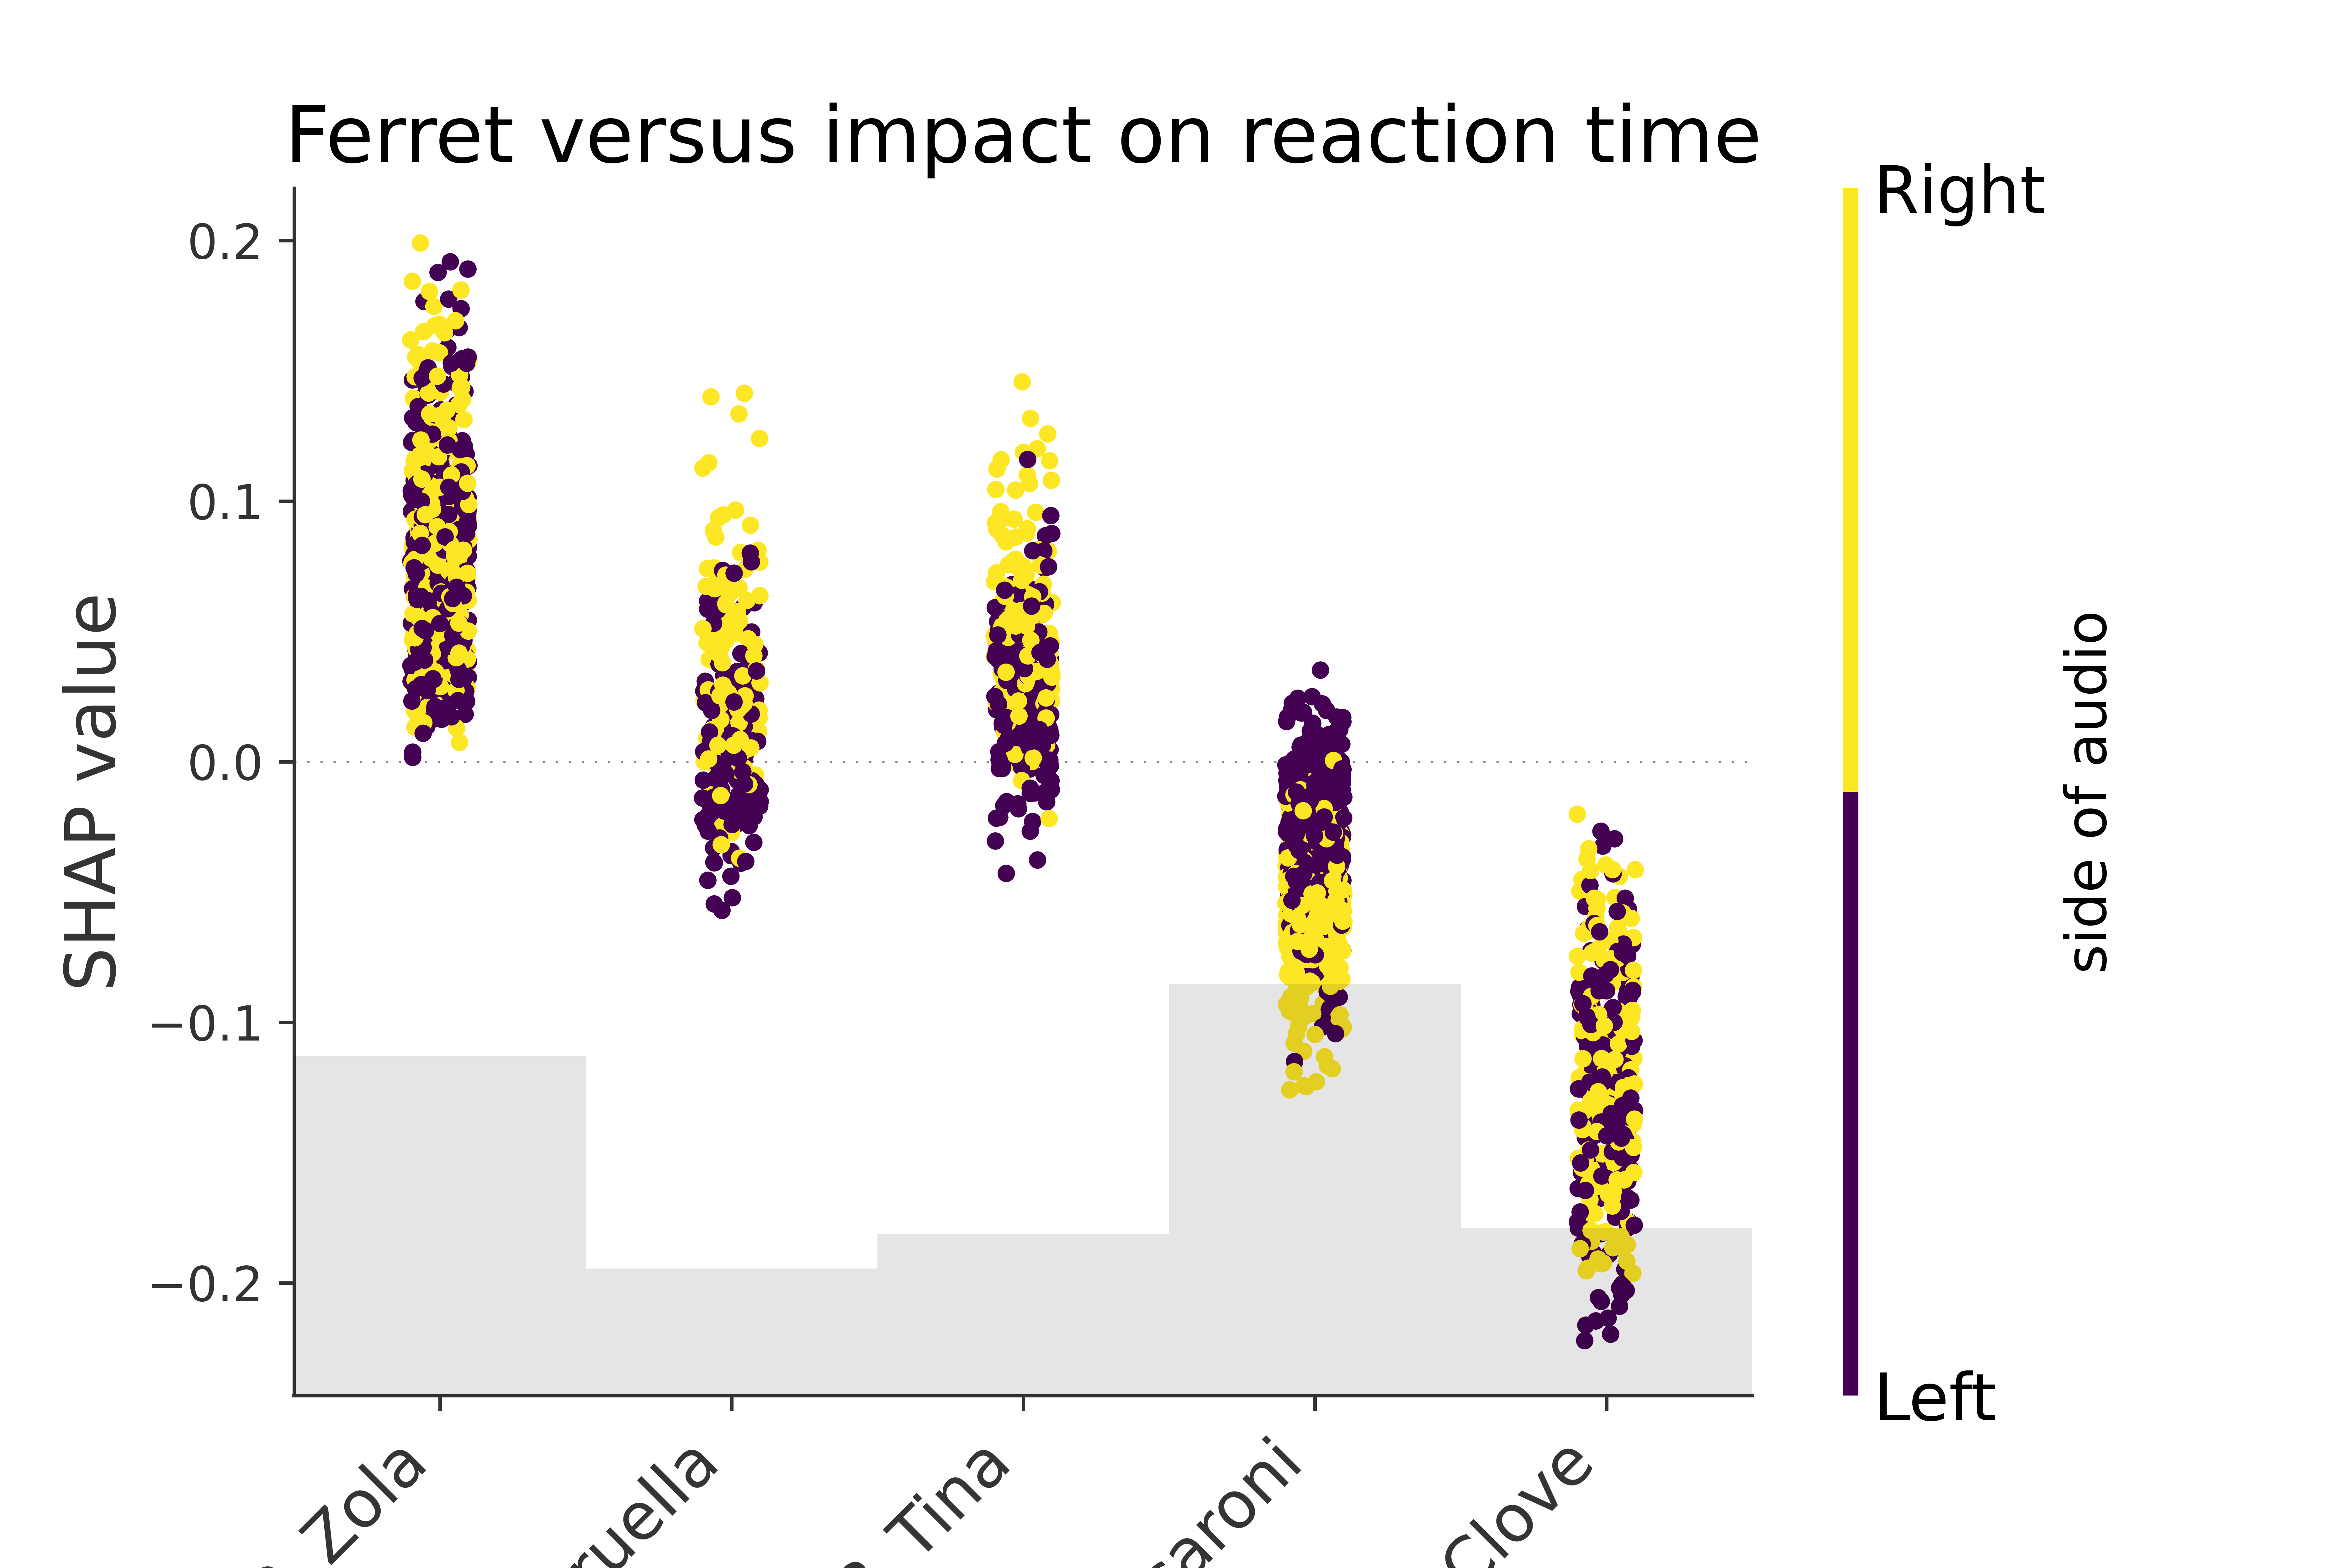 Ferret versus impact on reaction time
Right
0.2
0.1
0.0
−0.1
−0.2
SHAP value
side of audio
Left
Zola
ruella
Tina
saroni
Clove